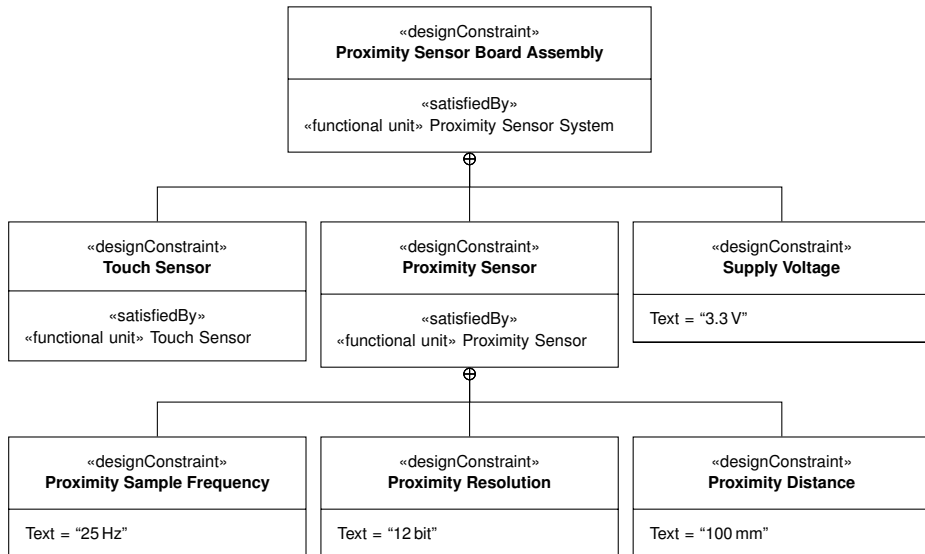 «designConstraint»
Proximity Sensor Board Assembly
«satisfiedBy»
«functional unit» Proximity Sensor System
«designConstraint»
Touch Sensor
«satisfiedBy»
«functional unit» Touch Sensor
«designConstraint»
Proximity Sensor
«satisfiedBy»
«functional unit» Proximity Sensor
«designConstraint»
Supply Voltage
Text = “3.3 V”
«designConstraint»
Proximity Sample Frequency
Text = “25 Hz”
«designConstraint»
Proximity Resolution
Text = “12 bit”
«designConstraint»
Proximity Distance
Text = “100 mm”